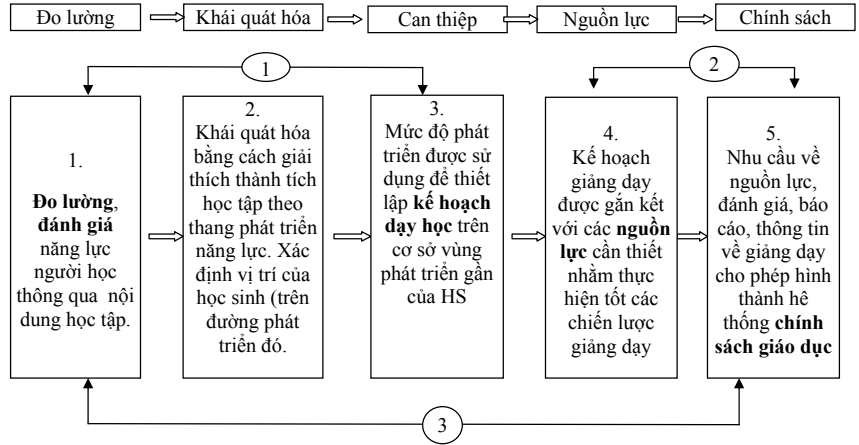 Đo lường
Khái quát hóa
Can thiệp
Nguồn lực
Chính sách
1
2
1.
Đo lường,
đánh giá
năng lực
người học
thông qua nội
dung học tập.
2.
Khái quát hóa
bằng cách giải
thích thành tích
học tập theo
thang phát triển
năng lực. Xác
định vị trí của
học sinh (trên
đường phát
triển đó.
3.
Mức độ phát
triển được sử
dụng để thiết
lập kế hoạch
dạy học trên
cơ sở vùng
phát triển gần
của HS
4.
Kế hoạch
giảng dạy
được gắn kết
với các nguồn
lực cần thiết
nhằm thực
hiện tốt các
chiến lược
giảng dạy
5.
Nhu cầu về
nguồn lực,
đánh giá, báo
cáo, thông tin
về giảng dạy
cho phép hình
thành hê
thống chính
sách giáo dục
3